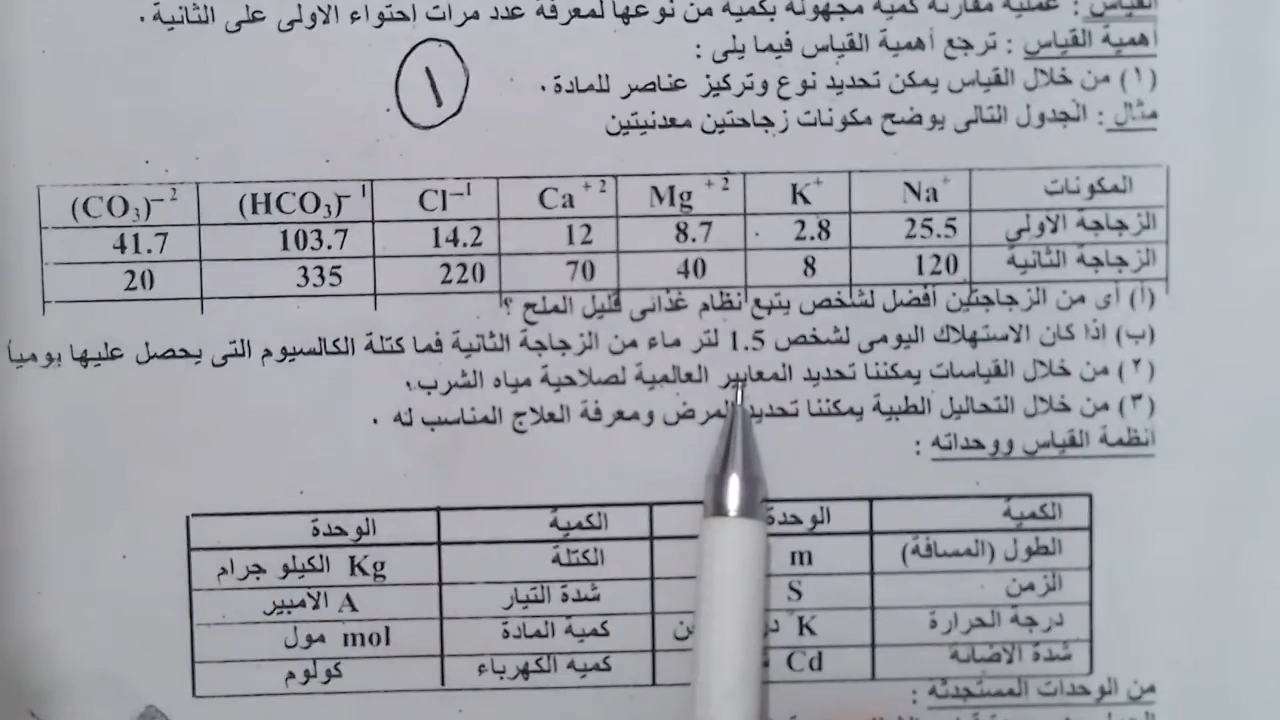 القياس : عملية مقارنة كمية مجهولة بكمية من نوعها لمعرفة عدد مرات احتواء الاولى على الثانية .
أهمية القياس : ترجع أهمية القياس فيما يلى :
(١) من خلال القياس يمكن تحديد نوع وتركيز عناصر للمادة .
١
مثال : الجدول التالى يوضح مكونات زجاجتين معدنيتين
المكونات Na+ K+ Mg+2 Ca+2 Cl–1 (HCO3)–1 (CO3)–2
الزجاجة الاولى 25.5 2.8 8.7 12 14.2 103.7 41.7
الزجاجة الثانية 120 8 40 70 220 335 20
(أ) أى من الزجاجتين أفضل لشخص يتبع نظام غذائى قليل الملح ؟
(ب) اذا كان الاستهلاك اليومى لشخص 1.5 لتر ماء من الزجاجة الثانية فما كتلة الكالسيوم التى يحصل عليها يومياً
(٢) من خلال القياسات يمكننا تحديد المعايير العالمية لصلاحية مياه الشرب.
(٣) من خلال التحاليل الطبية يمكننا تحديد المرض ومعرفة العلاج المناسب له .
انظمة القياس ووحداته :
الكمية الوحدة الكمية الوحدة
الطول (المسافة) m الكتلة Kg الكيلو جرام
الزمن S شدة التيار A الامبير
درجة الحرارة K كمية المادة mol مول
شدة الاضائة Cd كمية الكهرباء كولوم
من الوحدات المستجدثة :